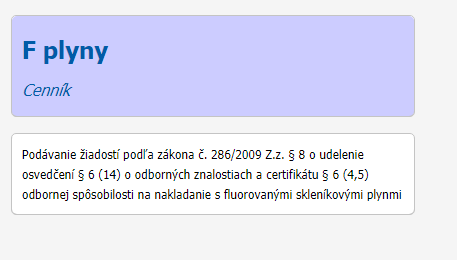 F plyny
Cenník
Podávanie žiadostí podľa zákona č. 286/2009 Z.z. § 8 o udelenie
osvedčení § 6 (14) o odborných znalostiach a certifikátu § 6 (4,5)
odbornej spôsobilosti na nakladanie s fluorovanými skleníkovými plynmi